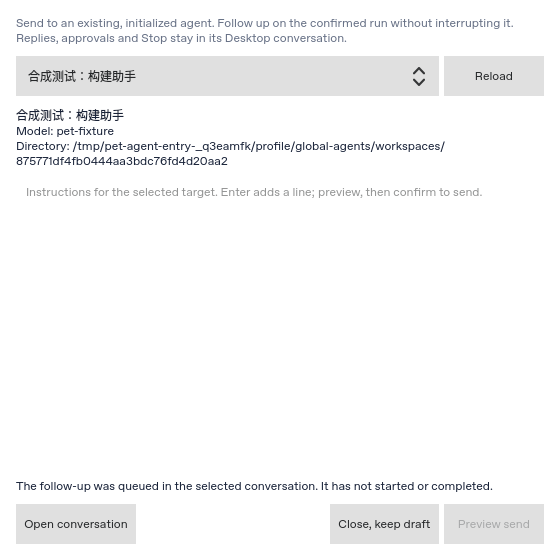 Send to an existing, initialized agent. Follow up on the confirmed run without interrupting it.
Replies, approvals and Stop stay in its Desktop conversation.
合成测试：构建助手
Reload
合成测试：构建助手
Model: pet-fixture
Directory: /tmp/pet-agent-entry-_q3eamfk/profile/global-agents/workspaces/
875771df4fb0444aa3bdc76fd4d20aa2
Instructions for the selected target. Enter adds a line; preview, then confirm to send.
The follow-up was queued in the selected conversation. It has not started or completed.
Open conversation
Close, keep draft
Preview send